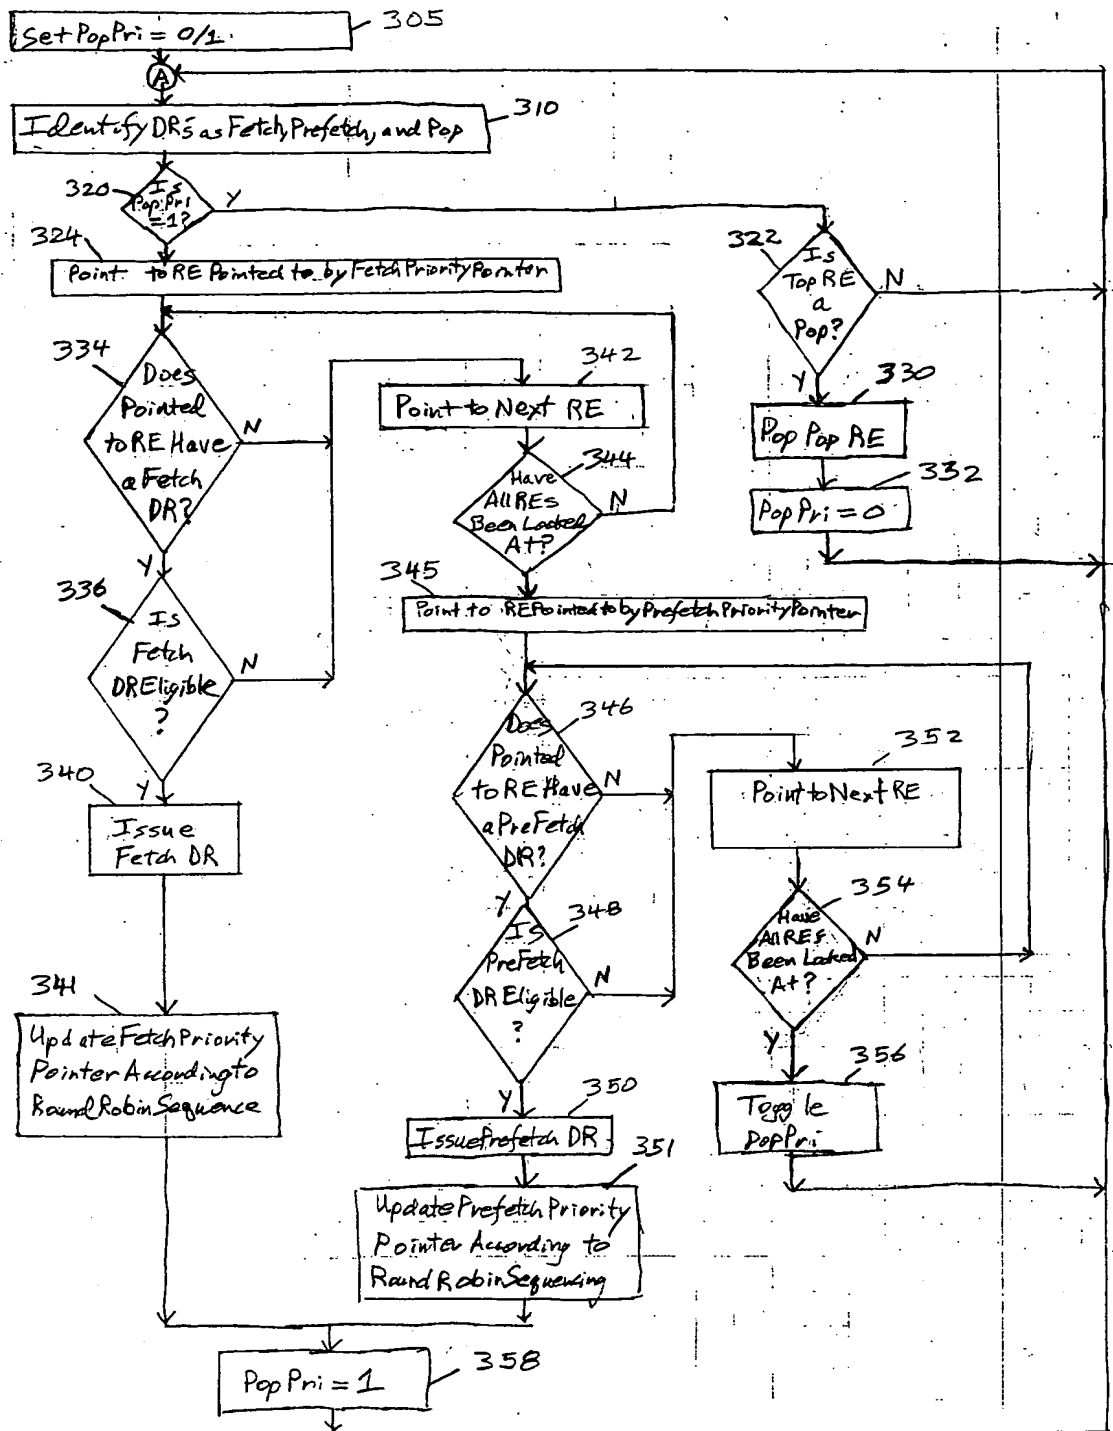 Set PopPri = 0/1.
305
A
310
Identify DRs as Fetch, Prefetch, and Pop
320
Is
PopPri
=1?
Y
324
Point to RE Pointed to by FetchPriorityPointer
322
Is
Top RE
a
Pop?
N
Y
334
Does
Pointed
to RE Have
a Fetch
DR?
N
Y
342
Point to Next RE
344
Have
All REs
Been Looked
At?
N
330
Pop Pop RE
332
PopPri = 0
345
Point to RE Pointed to by PrefetchPriorityPointer
336
Is
Fetch
DR Eligible
?
N
Y
340
Issue
Fetch DR
346
Does
Pointed
to RE Have
a PreFetch
DR?
N
Y
352
Point to Next RE
348
Is
PreFetch
DR Eligible
?
N
Y
354
Have
All REs
Been Looked
At?
N
Y
341
Update Fetch Priority
Pointer According to
Round Robin Sequence
350
Issue Prefetch DR
356
Toggle
PopPri
351
Update Prefetch Priority
Pointer According to
Round Robin Sequencing
358
PopPri = 1